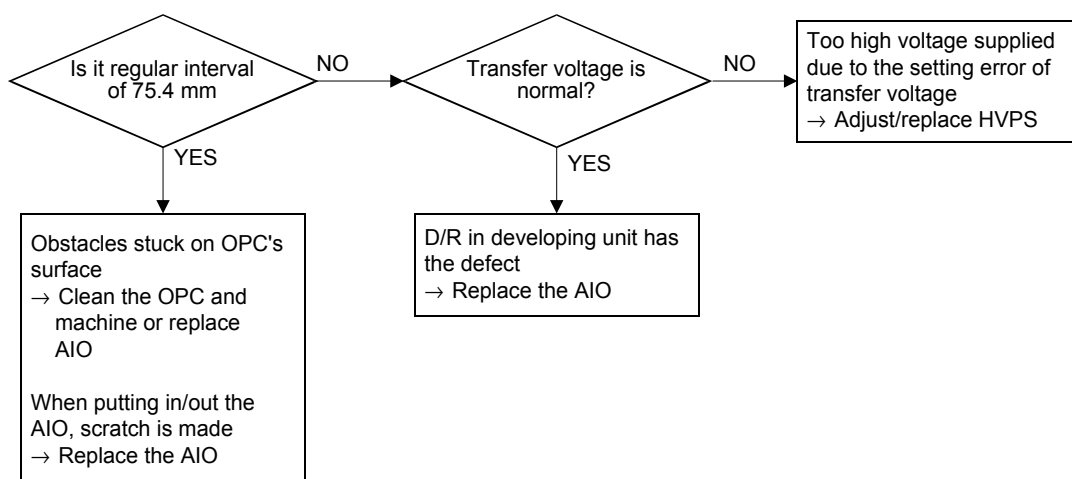 Is it regular interval
of 75.4 mm
NO
Transfer voltage is
normal?
NO
Too high voltage supplied
due to the setting error of
transfer voltage
→ Adjust/replace HVPS
YES
YES
Obstacles stuck on OPC's
surface
→ Clean the OPC and
machine or replace
AIO
When putting in/out the
AIO, scratch is made
→ Replace the AIO
D/R in developing unit has
the defect
→ Replace the AIO